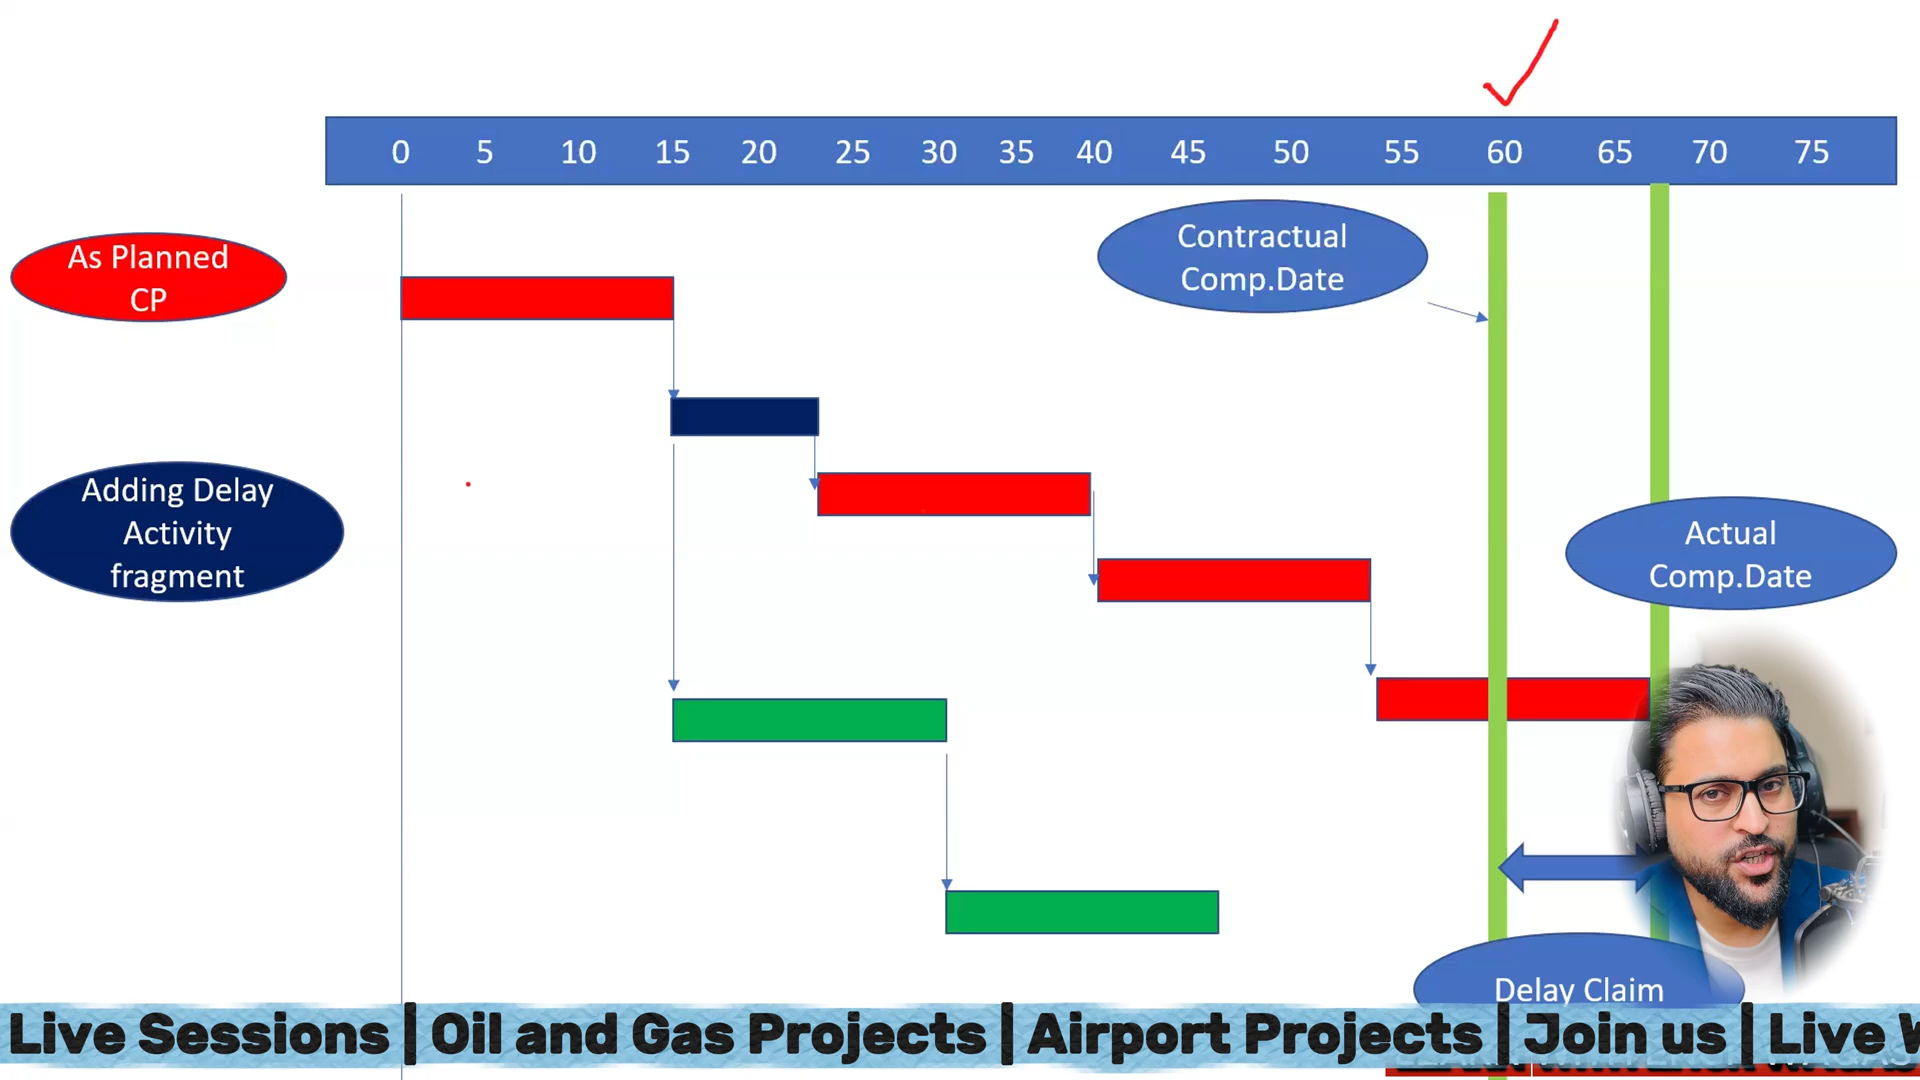 0 5 10 15 20 25 30 35 40 45 50 55 60 65 70 75
Contractual
Comp.Date
As Planned
CP
Adding Delay
Activity
fragment
Actual
Comp.Date
Delay Claim
Live Sessions | Oil and Gas Projects | Airport Projects | Join us | Live W